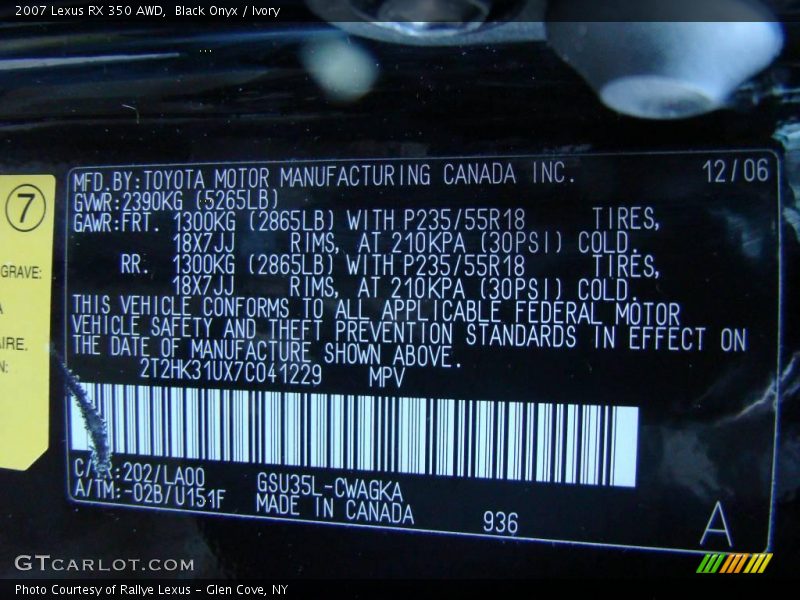 2007 Lexus RX 350 AWD, Black Onyx / Ivory
MFD.BY:TOYOTA MOTOR MANUFACTURING CANADA INC. 12/06
GVWR:2390KG (5265LB)
GAWR:FRT. 1300KG (2865LB) WITH P235/55R18 TIRES,
18X7JJ RIMS, AT 210KPA (30PSI) COLD.
RR. 1300KG (2865LB) WITH P235/55R18 TIRES,
18X7JJ RIMS, AT 210KPA (30PSI) COLD.
THIS VEHICLE CONFORMS TO ALL APPLICABLE FEDERAL MOTOR
VEHICLE SAFETY AND THEFT PREVENTION STANDARDS IN EFFECT ON
THE DATE OF MANUFACTURE SHOWN ABOVE.
2T2HK31UX7C041229 MPV
C/TR:202/LA00 GSU35L-CWAGKA
A/TM:-02B/U151F MADE IN CANADA 936
A
7
GRAVE:
AIRE.
N:
GTCARLOT.COM
Photo Courtesy of Rallye Lexus - Glen Cove, NY